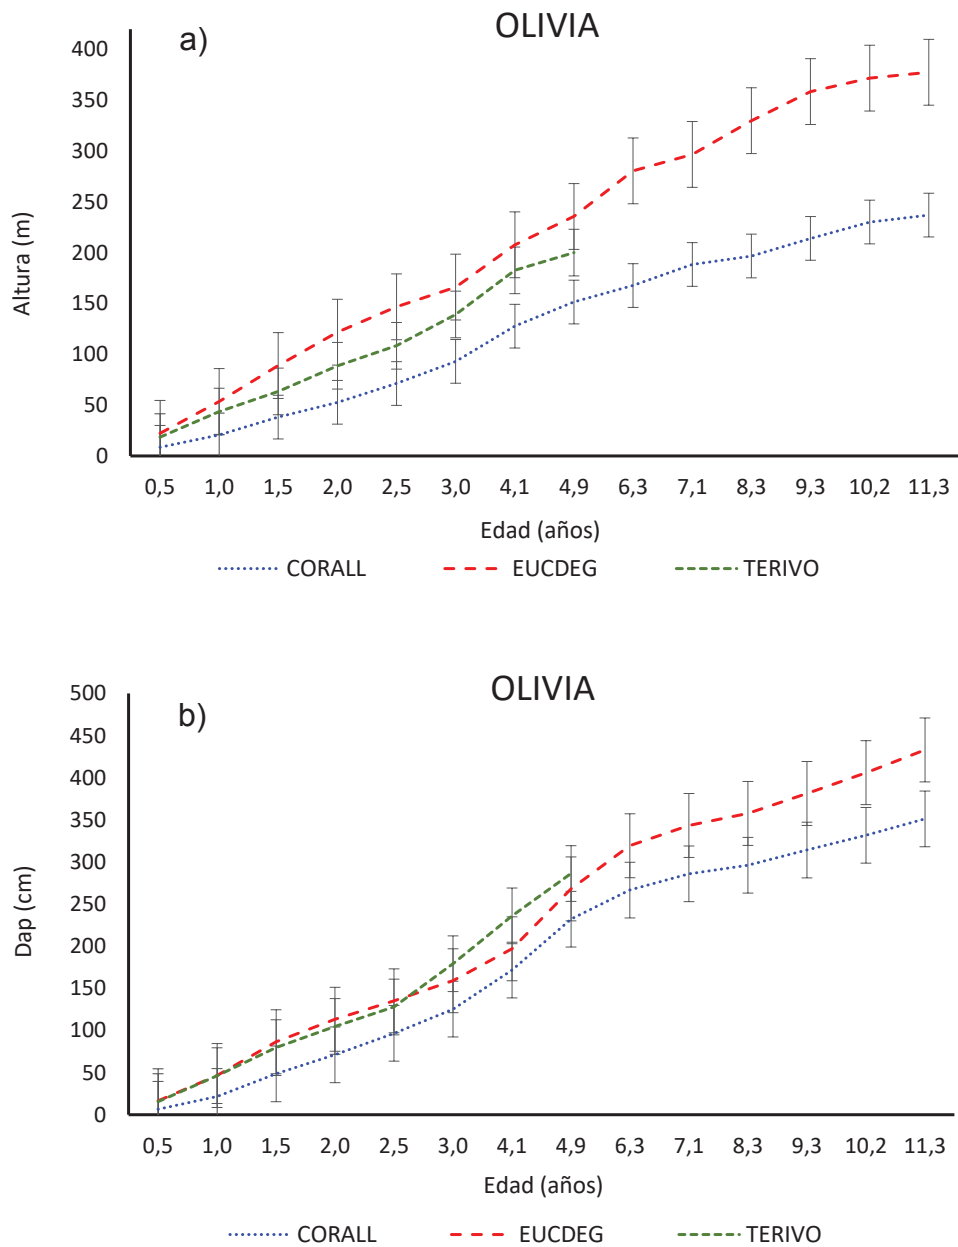 OLIVIA
a)
400
350
300
250
200
150
100
50
0
Altura (m)
0,5 1,0 1,5 2,0 2,5 3,0 4,1 4,9 6,3 7,1 8,3 9,3 10,2 11,3
Edad (años)
CORALL EUCDEG TERIVO
OLIVIA
b)
500
450
400
350
300
250
200
150
100
50
0
Dap (cm)
0,5 1,0 1,5 2,0 2,5 3,0 4,1 4,9 6,3 7,1 8,3 9,3 10,2 11,3
Edad (años)
CORALL EUCDEG TERIVO